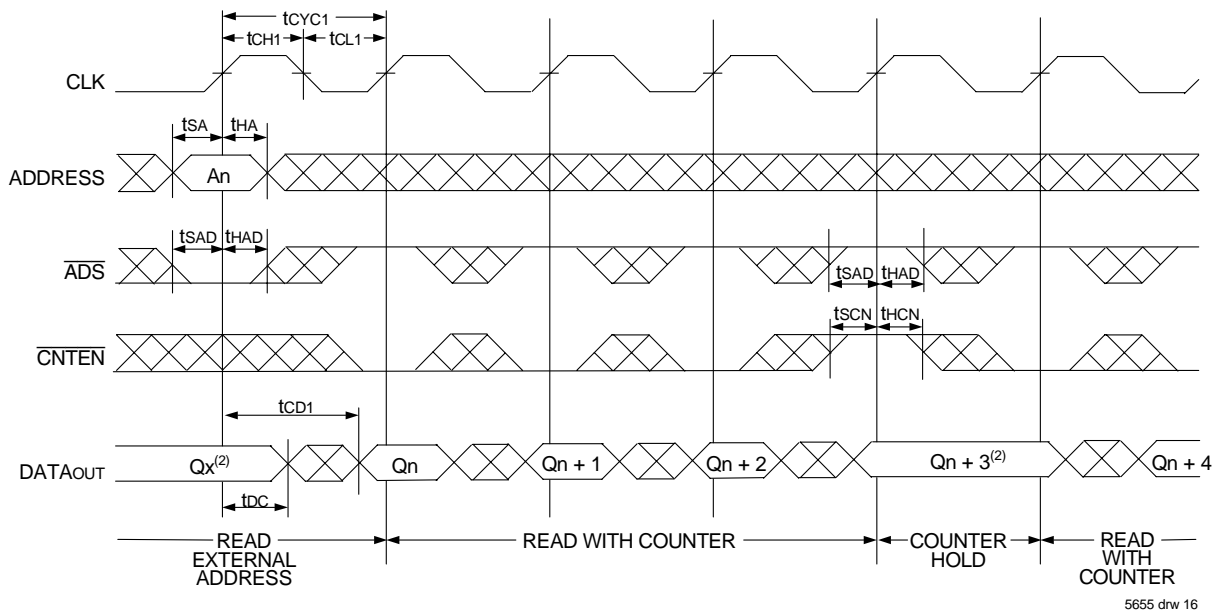 tCYC1
tCH1 tCL1
CLK
tSA tHA
ADDRESS An
tSAD tHAD
ADS
tSAD tHAD
tSCN tHCN
CNTEN
tCD1
DATAOUT Qx(2) Qn Qn + 1 Qn + 2 Qn + 3(2) Qn + 4
tDC
READ EXTERNAL ADDRESS
READ WITH COUNTER
COUNTER HOLD
READ WITH COUNTER
5655 drw 16